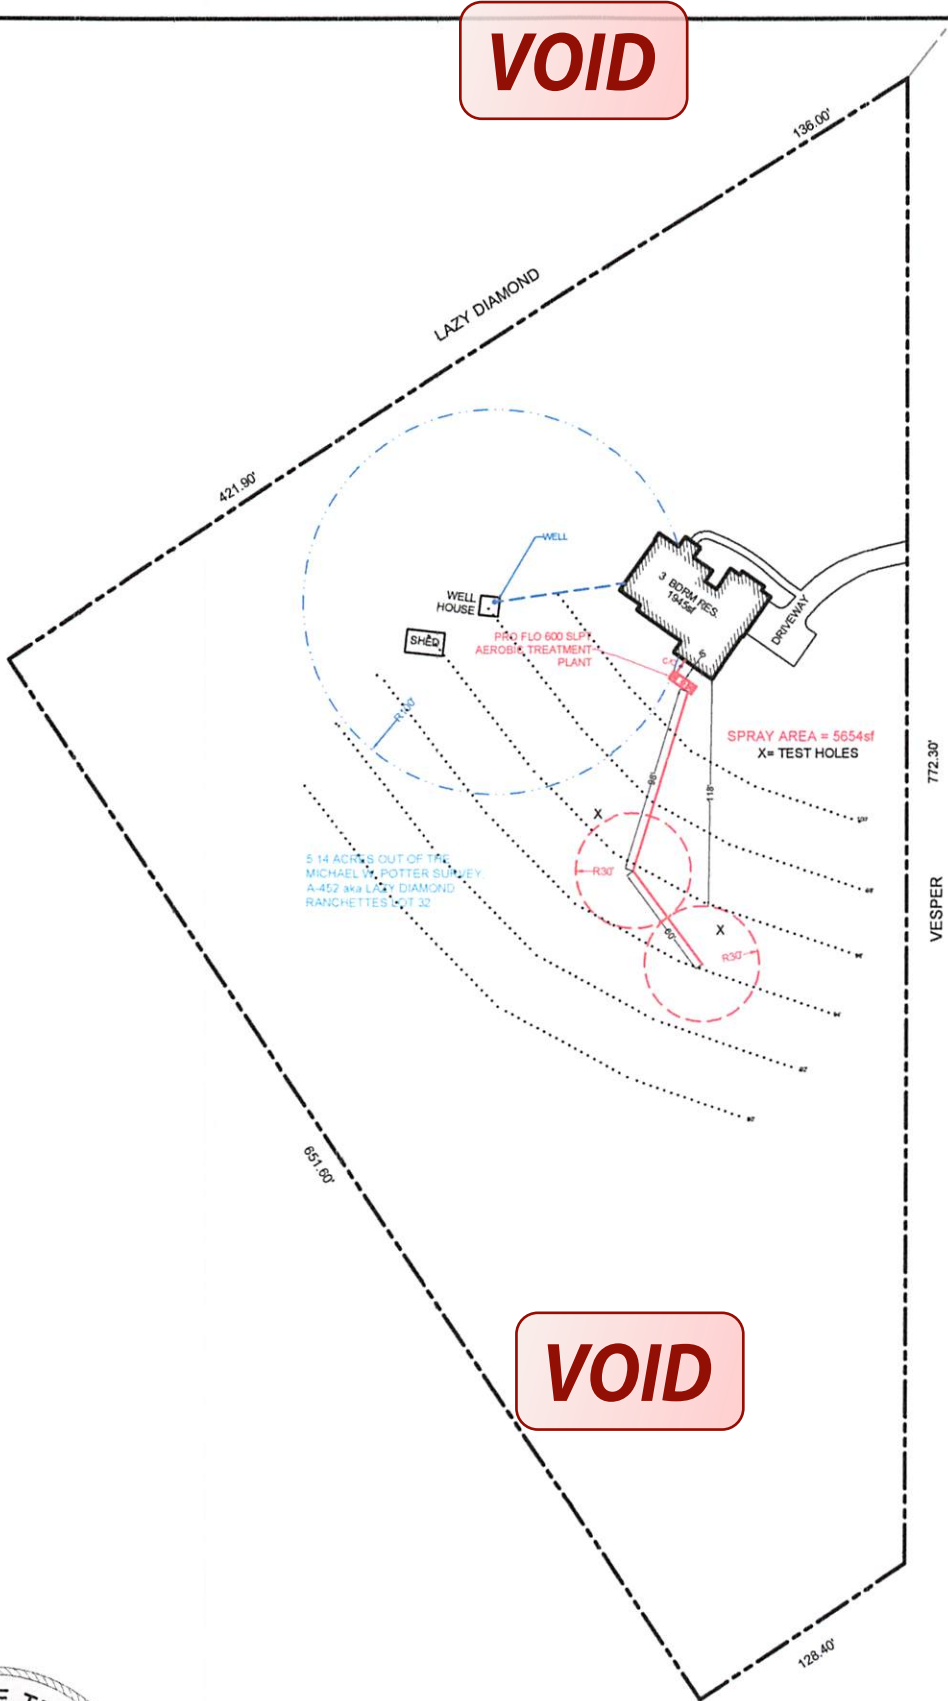 VOID
136.00'
LAZY DIAMOND
421.90'
WELL
WELL
HOUSE
3 BDRM RES.
1945sf
DRIVEWAY
SHED
PRO FLO 600 SLPT
AEROBIC TREATMENT
PLANT
R100'
SPRAY AREA = 5654sf
X= TEST HOLES
772.30'
98'
118'
X
R30'
5.14 ACRES OUT OF THE
MICHAEL W. POTTER SURVEY
A-452 aka LAZY DIAMOND
RANCHETTES LOT 32
VESPER
X
60'
R30'
651.60'
VOID
128.40'